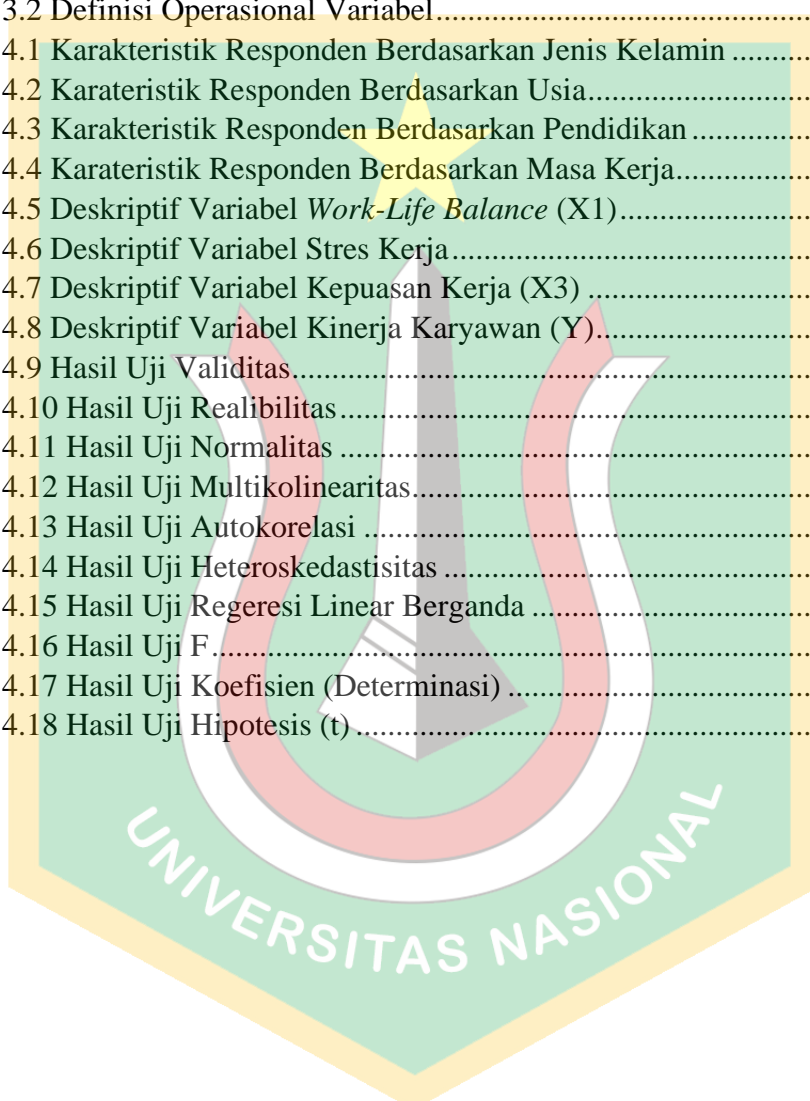 3.2 Definisi Operasional Variabel..........................................
4.1 Karakteristik Responden Berdasarkan Jenis Kelamin ..........
4.2 Karateristik Responden Berdasarkan Usia............................
4.3 Karakteristik Responden Berdasarkan Pendidikan ...............
4.4 Karateristik Responden Berdasarkan Masa Kerja.................
4.5 Deskriptif Variabel Work-Life Balance (X1)........................
4.6 Deskriptif Variabel Stres Kerja.............................................
4.7 Deskriptif Variabel Kepuasan Kerja (X3) ............................
4.8 Deskriptif Variabel Kinerja Karyawan (Y)...........................
4.9 Hasil Uji Validitas.................................................................
4.10 Hasil Uji Realibilitas...........................................................
4.11 Hasil Uji Normalitas ...........................................................
4.12 Hasil Uji Multikolinearitas..................................................
4.13 Hasil Uji Autokorelasi ........................................................
4.14 Hasil Uji Heteroskedastisitas ..............................................
4.15 Hasil Uji Regeresi Linear Berganda ...................................
4.16 Hasil Uji F...........................................................................
4.17 Hasil Uji Koefisien (Determinasi) ......................................
4.18 Hasil Uji Hipotesis (t) .........................................................
UNIVERSITAS NASIONAL